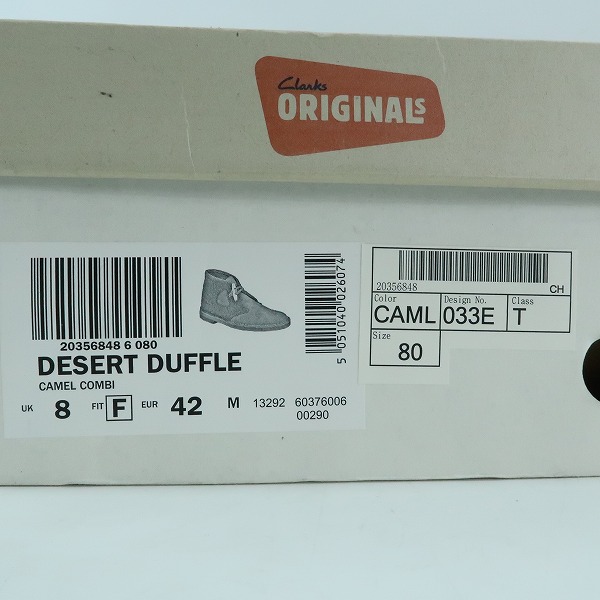 Clarks
ORIGINALS
20356848 6 080
DESERT DUFFLE
CAMEL COMBI
UK 8 FIT F EUR 42 M 13292 60376006
00290
5 051040 026074
20356848 CH
Color Design No. Class
CAML 033E T
Size
80